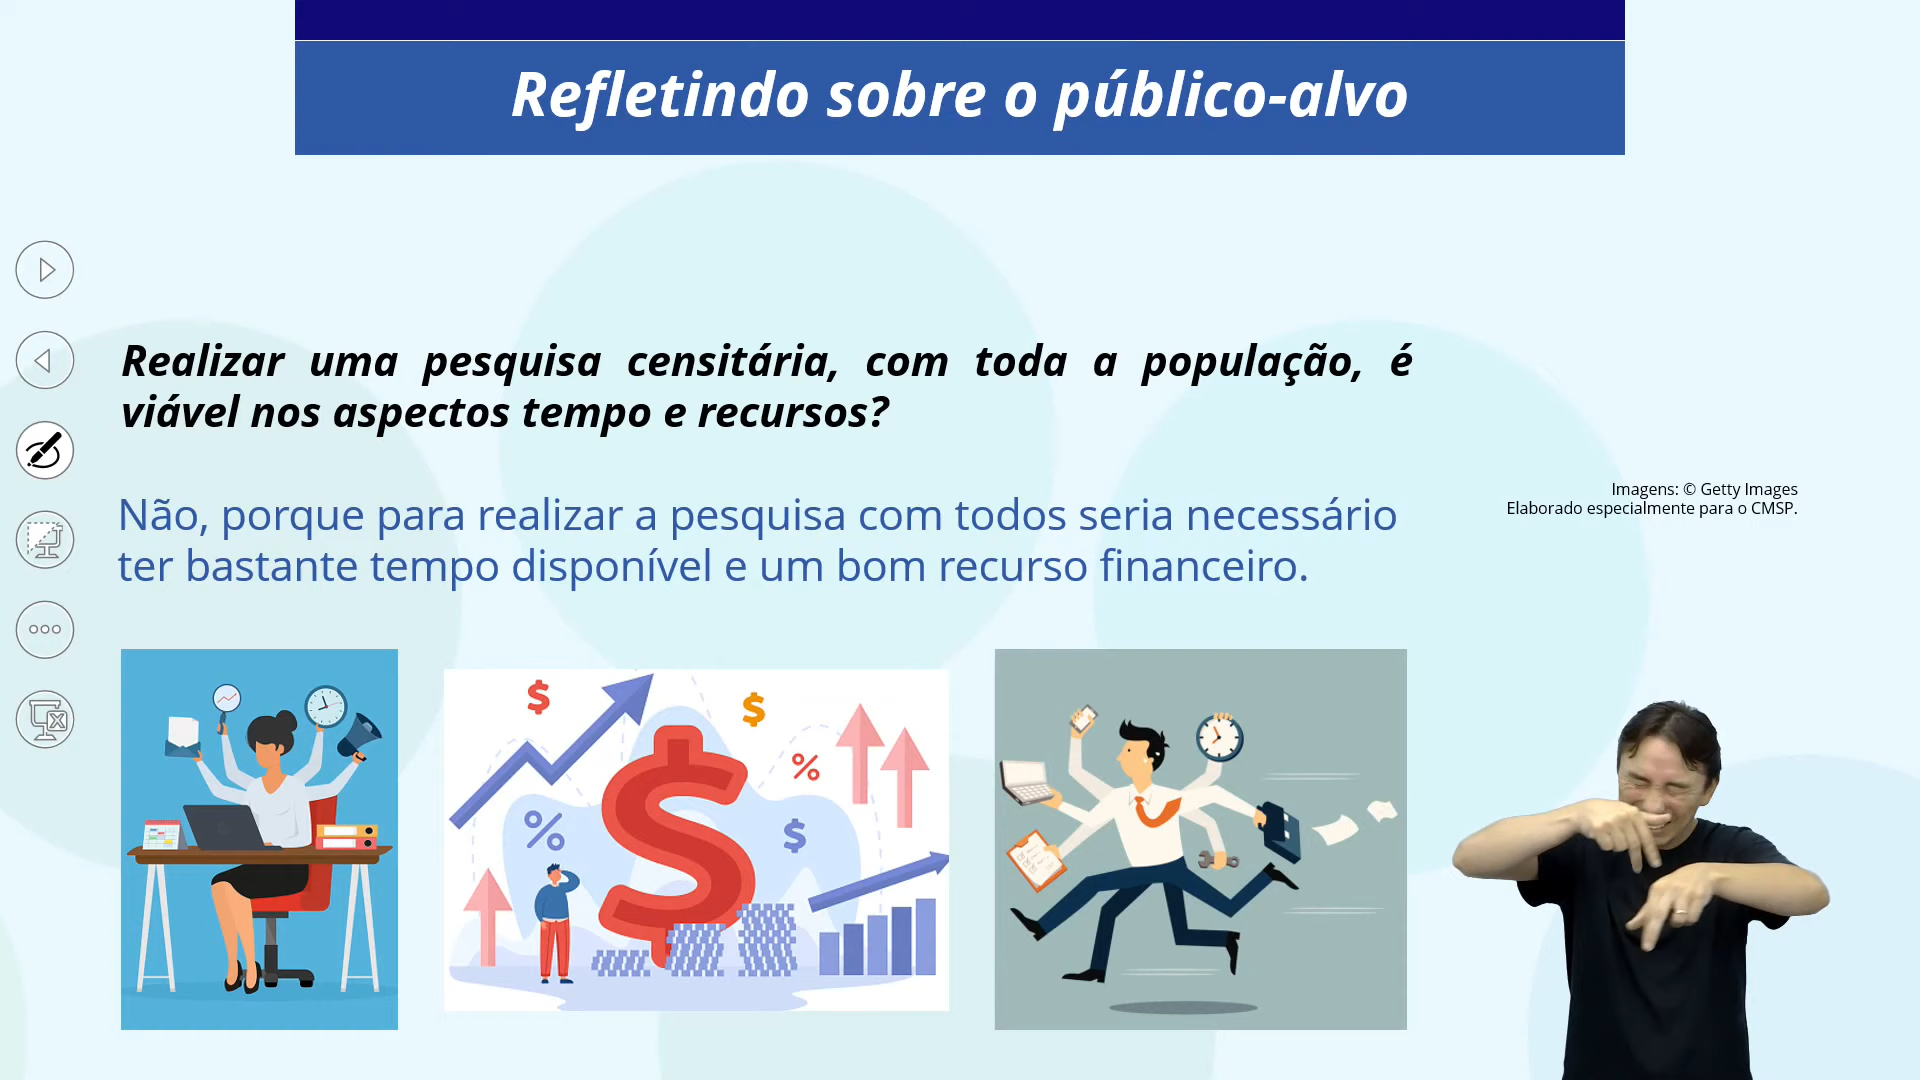 Refletindo sobre o público-alvo
Realizar uma pesquisa censitária, com toda a população, é
viável nos aspectos tempo e recursos?
Não, porque para realizar a pesquisa com todos seria necessário
ter bastante tempo disponível e um bom recurso financeiro.
Imagens: © Getty Images
Elaborado especialmente para o CMSP.
$
$
%
$
%
$